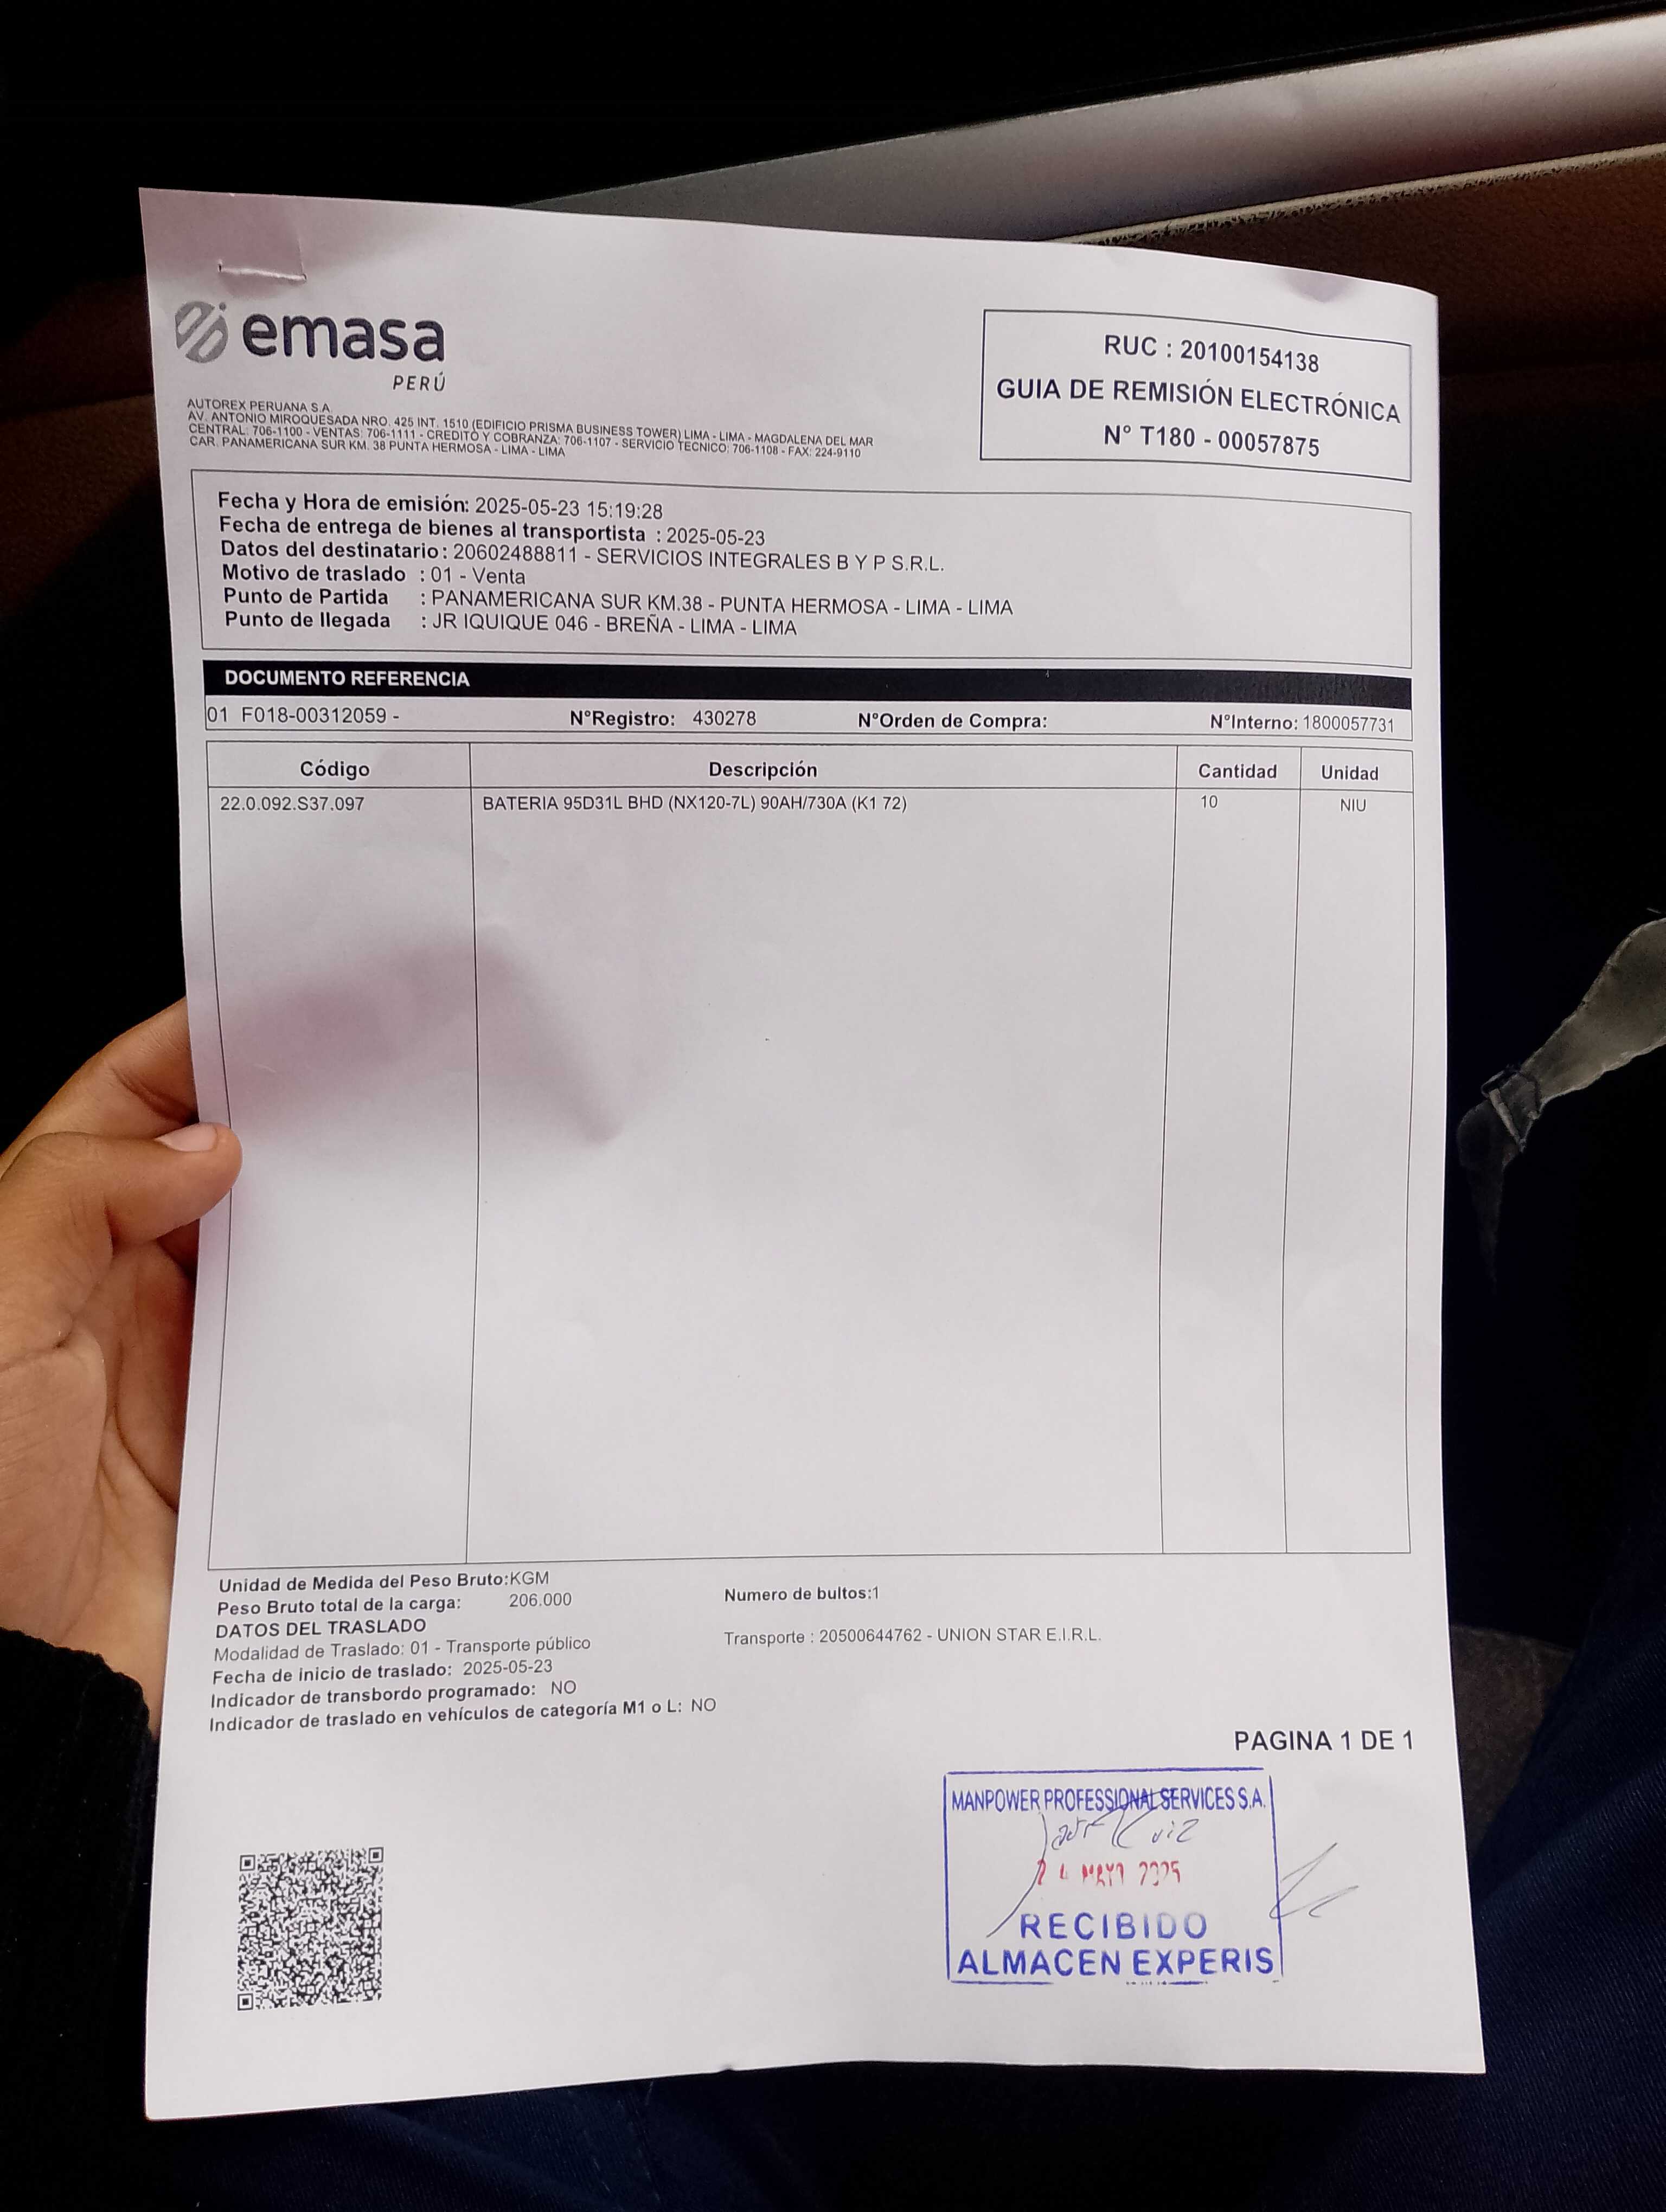 emasa
PERÚ
RUC : 20100154138
GUIA DE REMISIÓN ELECTRÓNICA
N° T180 - 00057875
AUTOREX PERUANA S.A.
AV. ANTONIO MIROQUESADA NRO. 425 INT. 1510 (EDIFICIO PRISMA BUSINESS TOWER) LIMA - LIMA - MAGDALENA DEL MAR
CENTRAL: 706-1100 - VENTAS: 706-1111 - CREDITO Y COBRANZA: 706-1107 - SERVICIO TECNICO: 706-1108 - FAX: 224-9110
CAR. PANAMERICANA SUR KM. 38 PUNTA HERMOSA - LIMA - LIMA
Fecha y Hora de emisión: 2025-05-23 15:19:28
Fecha de entrega de bienes al transportista : 2025-05-23
Datos del destinatario: 20602488811 - SERVICIOS INTEGRALES B Y P S.R.L.
Motivo de traslado : 01 - Venta
Punto de Partida : PANAMERICANA SUR KM.38 - PUNTA HERMOSA - LIMA - LIMA
Punto de llegada : JR IQUIQUE 046 - BREÑA - LIMA - LIMA
DOCUMENTO REFERENCIA
01 F018-00312059 - N°Registro: 430278 N°Orden de Compra: N°Interno: 1800057731
Código Descripción Cantidad Unidad
22.0.092.S37.097 BATERIA 95D31L BHD (NX120-7L) 90AH/730A (K1 72) 10 NIU
Unidad de Medida del Peso Bruto:KGM
Peso Bruto total de la carga: 206.000 Numero de bultos:1
DATOS DEL TRASLADO
Modalidad de Traslado: 01 - Transporte público Transporte : 20500644762 - UNION STAR E.I.R.L.
Fecha de inicio de traslado: 2025-05-23
Indicador de transbordo programado: NO
Indicador de traslado en vehículos de categoría M1 o L: NO
PAGINA 1 DE 1
MANPOWER PROFESSIONAL SERVICES S.A.
24 MAYO 2025
RECIBIDO
ALMACEN EXPERIS